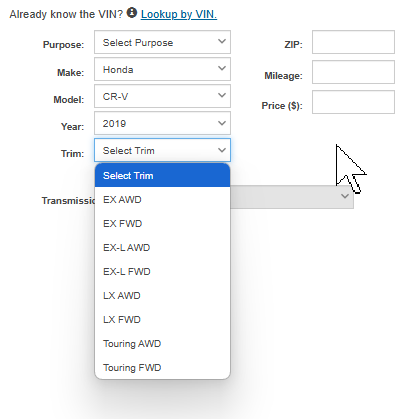 Already know the VIN? Lookup by VIN.
Purpose: Select Purpose ZIP:
Make: Honda Mileage:
Model: CR-V Price ($):
Year: 2019
Trim: Select Trim
Select Trim
EX AWD
Transmissio
EX FWD
EX-L AWD
EX-L FWD
LX AWD
LX FWD
Touring AWD
Touring FWD